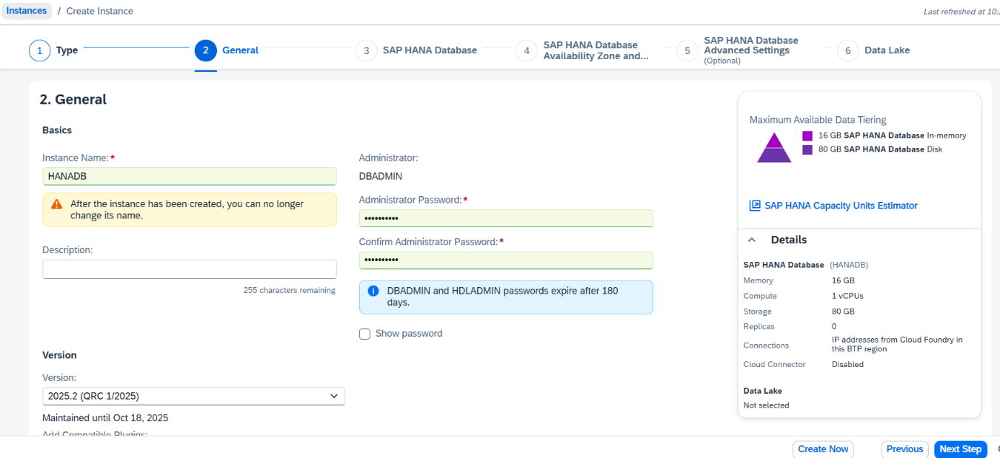 Instances / Create Instance
Last refreshed at 10:
1 Type
2 General
3 SAP HANA Database
4 SAP HANA Database
Availability Zone and...
5 SAP HANA Database
Advanced Settings
(Optional)
6 Data Lake
2. General
Basics
Instance Name:*
HANADB
After the instance has been created, you can no longer
change its name.
Description:
255 characters remaining
Administrator:
DBADMIN
Administrator Password:*
••••••••••
Confirm Administrator Password:*
••••••••••
DBADMIN and HDLADMIN passwords expire after 180
days.
Show password
Version
Version:
2025.2 (QRC 1/2025)
Maintained until Oct 18, 2025
Add Compatible Plugins:
Maximum Available Data Tiering
16 GB SAP HANA Database In-memory
80 GB SAP HANA Database Disk
SAP HANA Capacity Units Estimator
Details
SAP HANA Database (HANADB)
Memory 16 GB
Compute 1 vCPUs
Storage 80 GB
Replicas 0
Connections IP addresses from Cloud Foundry in
this BTP region
Cloud Connector Disabled
Data Lake
Not selected
Create Now
Previous
Next Step